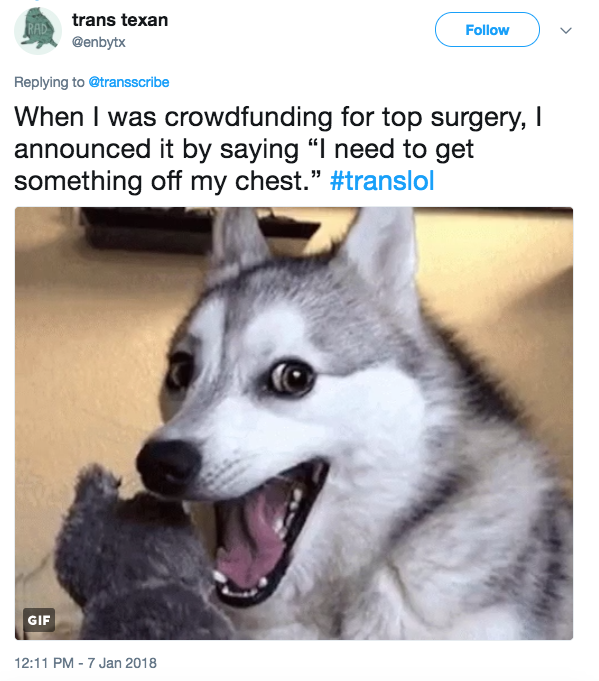 RAD
trans texan
@enbytx
Follow
Replying to @transscribe
When I was crowdfunding for top surgery, I
announced it by saying “I need to get
something off my chest.” #translol
GIF
12:11 PM - 7 Jan 2018